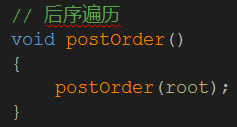 // 后序遍历
void postOrder()
{
    postOrder(root);
}